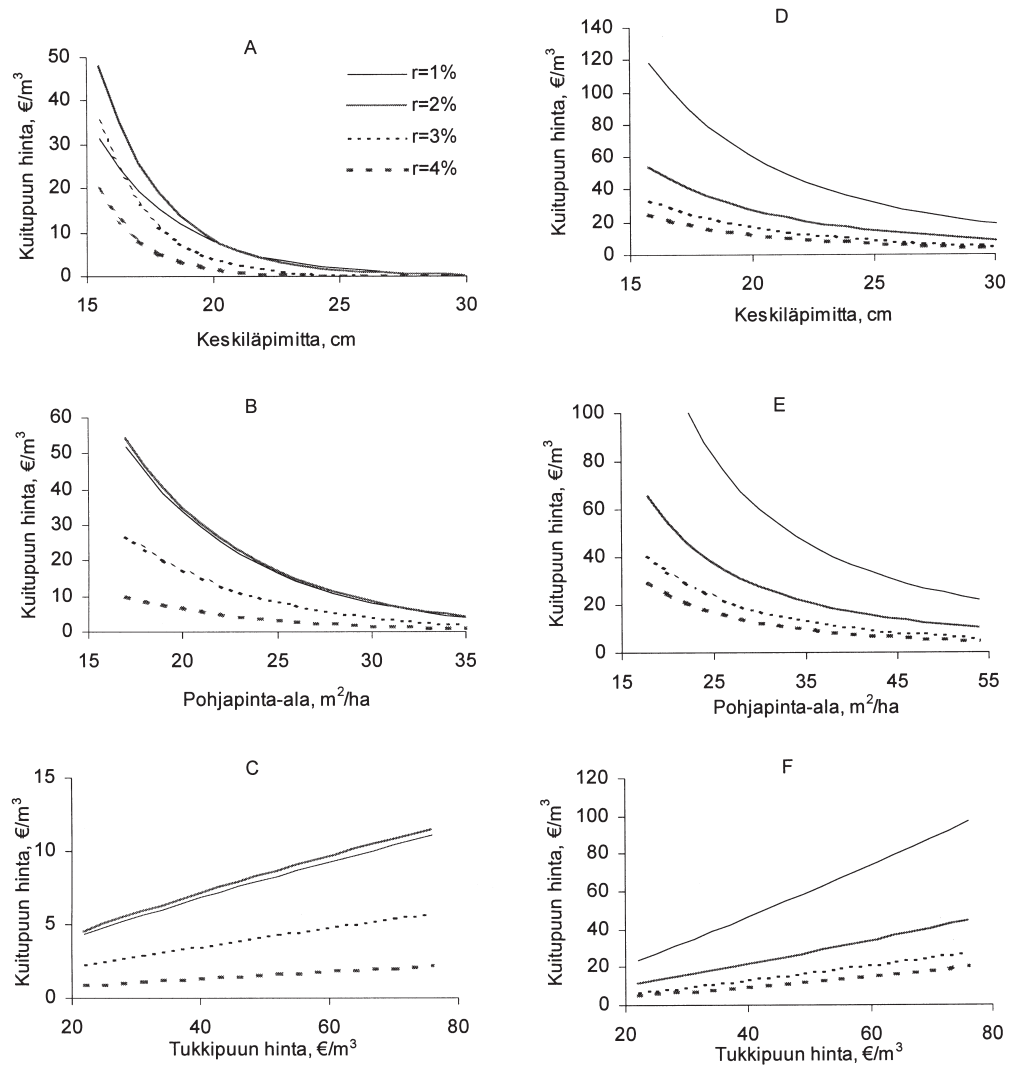 A
Kuitupuun hinta, €/m³
50
40
30
20
10
0
15
20
25
30
Keskiläpimitta, cm
r=1%
r=2%
r=3%
r=4%
D
Kuitupuun hinta, €/m³
140
120
100
80
60
40
20
0
15
20
25
30
Keskiläpimitta, cm
B
Kuitupuun hinta, €/m³
60
50
40
30
20
10
0
15
20
25
30
35
Pohjapinta-ala, m²/ha
E
Kuitupuun hinta, €/m³
100
80
60
40
20
0
15
25
35
45
55
Pohjapinta-ala, m²/ha
C
Kuitupuun hinta, €/m³
15
10
5
0
20
40
60
80
Tukkipuun hinta, €/m³
F
Kuitupuun hinta, €/m³
120
100
80
60
40
20
0
20
40
60
80
Tukkipuun hinta, €/m³